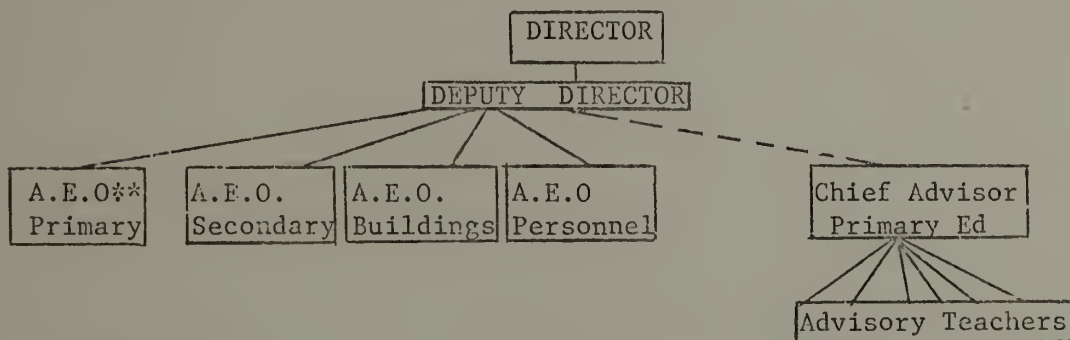 DIRECTOR
DEPUTY DIRECTOR
A.E.O**
Primary
A.E.O.
Secondary
A.E.O.
Buildings
A.E.O
Personnel
Chief Advisor
Primary Ed
Advisory Teachers